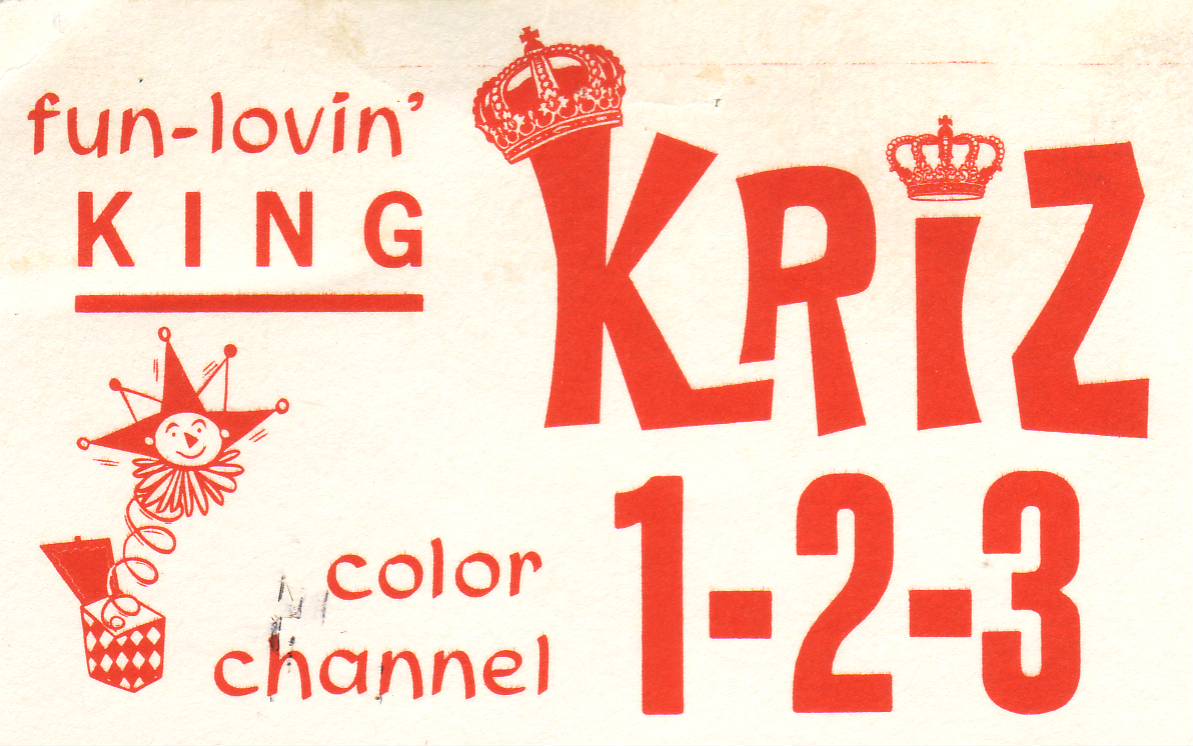 fun-lovin'
KING
KRiZ
color
channel
1-2-3